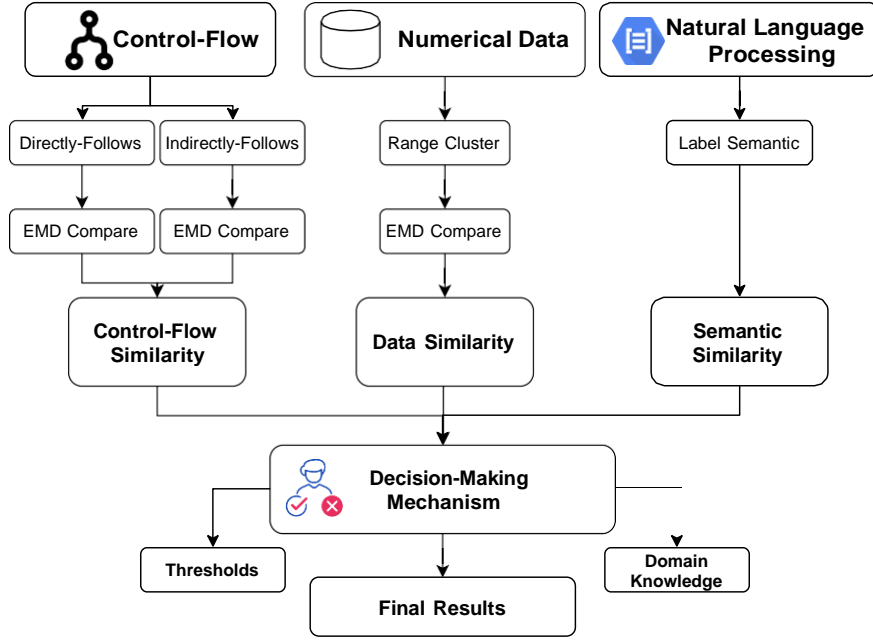 Control-Flow
Numerical Data
Natural Language
Processing
Directly-Follows
Indirectly-Follows
Range Cluster
Label Semantic
EMD Compare
EMD Compare
EMD Compare
Control-Flow
Similarity
Data Similarity
Semantic
Similarity
Decision-Making
Mechanism
Thresholds
Domain
Knowledge
Final Results